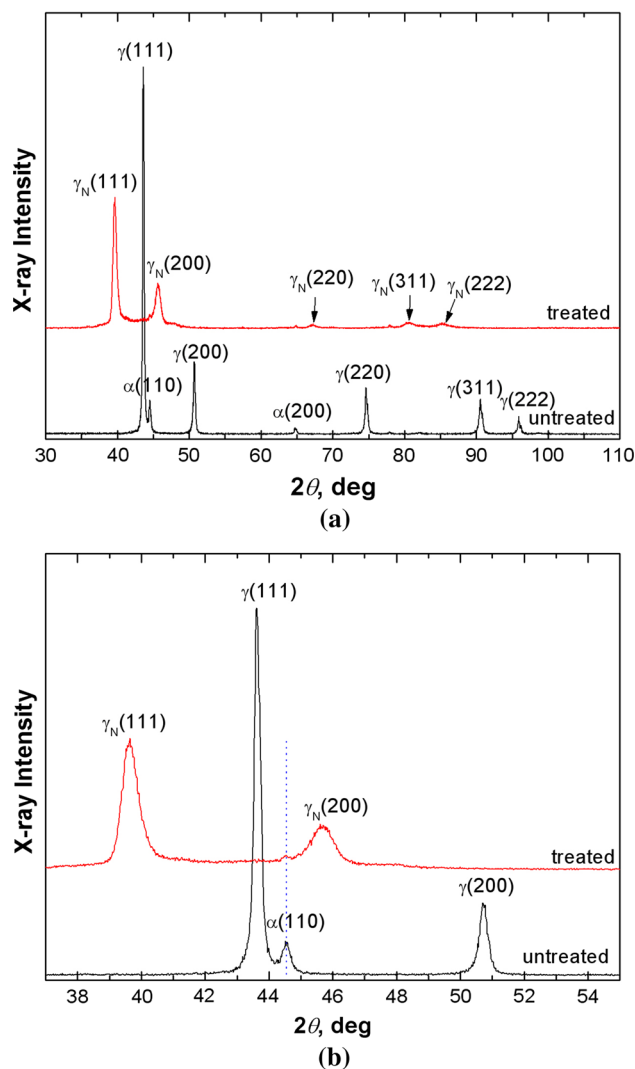 γ(111)
γN(111)
γN(200)
γN(220)
γN(311)
γN(222)
treated
α(110)
γ(200)
α(200)
γ(220)
γ(311)
γ(222)
untreated
X-ray Intensity
30 40 50 60 70 80 90 100 110
2θ, deg
(a)
γ(111)
γN(111)
γN(200)
treated
α(110)
γ(200)
untreated
X-ray Intensity
38 40 42 44 46 48 50 52 54
2θ, deg
(b)